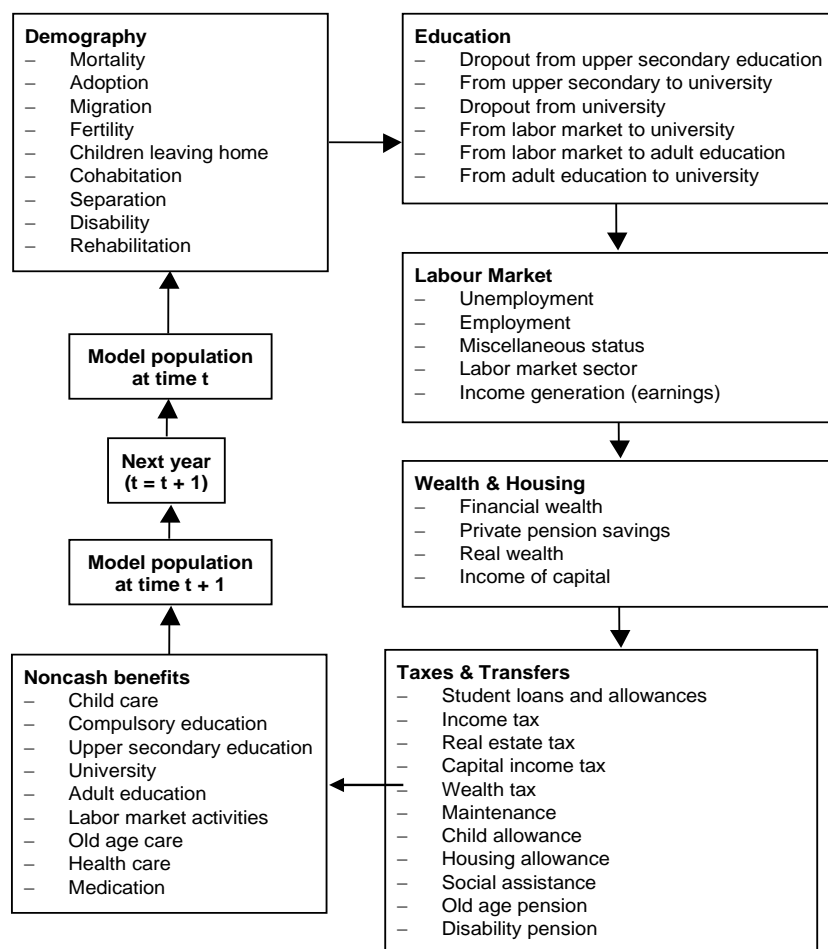 Demography
– Mortality
– Adoption
– Migration
– Fertility
– Children leaving home
– Cohabitation
– Separation
– Disability
– Rehabilitation
Education
– Dropout from upper secondary education
– From upper secondary to university
– Dropout from university
– From labor market to university
– From labor market to adult education
– From adult education to university
Labour Market
– Unemployment
– Employment
– Miscellaneous status
– Labor market sector
– Income generation (earnings)
Wealth & Housing
– Financial wealth
– Private pension savings
– Real wealth
– Income of capital
Taxes & Transfers
– Student loans and allowances
– Income tax
– Real estate tax
– Capital income tax
– Wealth tax
– Maintenance
– Child allowance
– Housing allowance
– Social assistance
– Old age pension
– Disability pension
Noncash benefits
– Child care
– Compulsory education
– Upper secondary education
– University
– Adult education
– Labor market activities
– Old age care
– Health care
– Medication
Model population
at time t + 1
Next year
(t = t + 1)
Model population
at time t